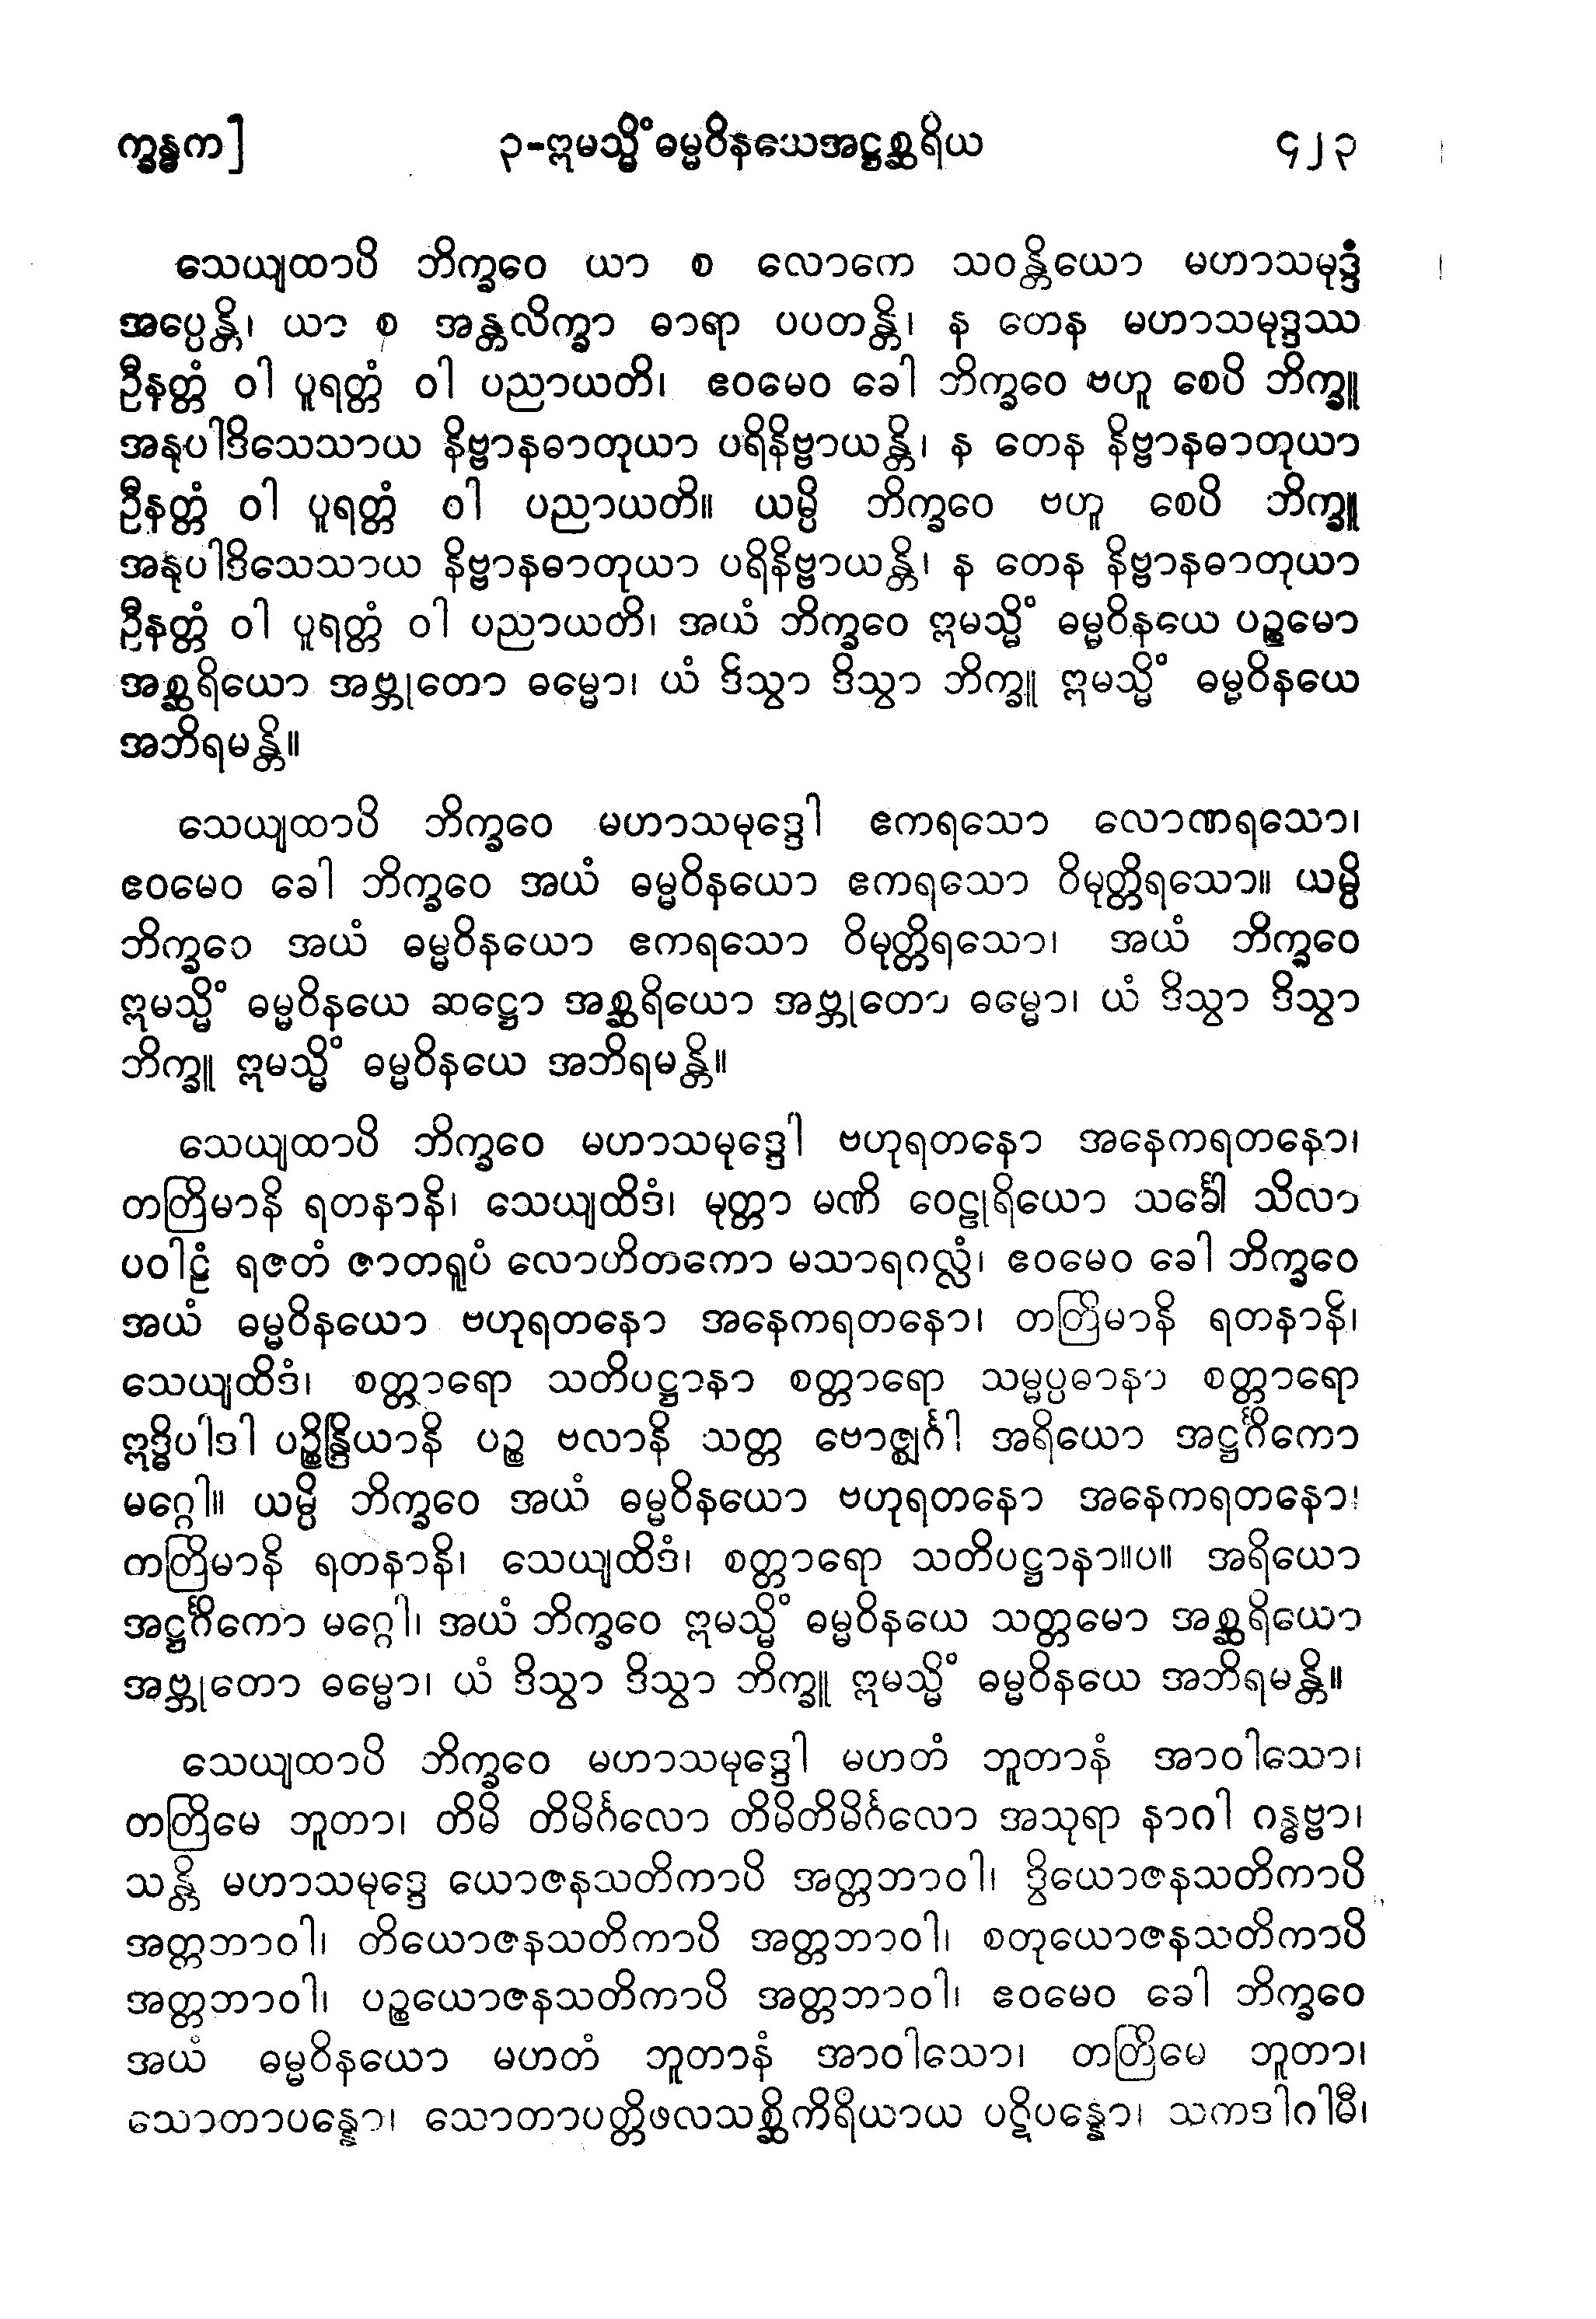 က္ခန္ဓက]
၃-ဣမသ္မိံ ဓမ္မဝိနယေအဋ္ဌစ္ဆရိယ
၄၂၃
သေယျထာပိ ဘိက္ခဝေ ယာ စ လောကေ သဝန္တိယော မဟာသမုဒ္ဒံ
အပ္ပေန္တိ၊ ယာ စ အန္တလိက္ခာ ဓာရာ ပပတန္တိ၊ န တေန မဟာသမုဒ္ဒဿ
ဦနတ္တံ ဝါ ပူရတ္တံ ဝါ ပညာယတိ၊ ဧဝမေဝ ခေါ ဘိက္ခဝေ ဗဟူ စေပိ ဘိက္ခူ
အနုပါဒိသေသာယ နိဗ္ဗာနဓာတုယာ ပရိနိဗ္ဗာယန္တိ၊ န တေန နိဗ္ဗာနဓာတုယာ
ဦနတ္တံ ဝါ ပူရတ္တံ ဝါ ပညာယတိ။ ယမ္ပိ ဘိက္ခဝေ ဗဟူ စေပိ ဘိက္ခူ
အနုပါဒိသေသာယ နိဗ္ဗာနဓာတုယာ ပရိနိဗ္ဗာယန္တိ၊ န တေန နိဗ္ဗာနဓာတုယာ
ဦနတ္တံ ဝါ ပူရတ္တံ ဝါ ပညာယတိ၊ အယံ ဘိက္ခဝေ ဣမသ္မိံ ဓမ္မဝိနယေ ပဉ္စမော
အစ္ဆရိယော အဗ္ဘုတော ဓမ္မော၊ ယံ ဒိသွာ ဒိသွာ ဘိက္ခူ ဣမသ္မိံ ဓမ္မဝိနယေ
အဘိရမန္တိ။
သေယျထာပိ ဘိက္ခဝေ မဟာသမုဒ္ဒေါ ဧကရသော လောဏရသော၊
ဧဝမေဝ ခေါ ဘိက္ခဝေ အယံ ဓမ္မဝိနယော ဧကရသော ဝိမုတ္တိရသော။ ယမ္ပိ
ဘိက္ခဝေ အယံ ဓမ္မဝိနယော ဧကရသော ဝိမုတ္တိရသော၊ အယံ ဘိက္ခဝေ
ဣမသ္မိံ ဓမ္မဝိနယေ ဆဋ္ဌော အစ္ဆရိယော အဗ္ဘုတော ဓမ္မော၊ ယံ ဒိသွာ ဒိသွာ
ဘိက္ခူ ဣမသ္မိံ ဓမ္မဝိနယေ အဘိရမန္တိ။
သေယျထာပိ ဘိက္ခဝေ မဟာသမုဒ္ဒေါ ဗဟုရတနော အနေကရတနော၊
တတြိမာနိ ရတနာနိ၊ သေယျထိဒံ၊ မုတ္တာ မဏိ ဝေဠုရိယော သင်္ခေါ သိလာ
ပဝါဠံ ရဇတံ ဇာတရူပံ လောဟိတကော မသာရဂလ္လံ၊ ဧဝမေဝ ခေါ ဘိက္ခဝေ
အယံ ဓမ္မဝိနယော ဗဟုရတနော အနေကရတနော၊ တတြိမာနိ ရတနာနိ၊
သေယျထိဒံ၊ စတ္တာရော သတိပဋ္ဌာနာ စတ္တာရော သမ္မပ္ပဓာနာ စတ္တာရော
ဣဒ္ဓိပါဒါ ပဉ္စိန္ဒြိယာနိ ပဉ္စ ဗလာနိ သတ္တ ဗောဇ္ဈင်္ဂါ အရိယော အဋ္ဌင်္ဂိကော
မဂ္ဂေါ။ ယမ္ပိ ဘိက္ခဝေ အယံ ဓမ္မဝိနယော ဗဟုရတနော အနေကရတနော၊
တတြိမာနိ ရတနာနိ၊ သေယျထိဒံ၊ စတ္တာရော သတိပဋ္ဌာနာ။ပ။ အရိယော
အဋ္ဌင်္ဂိကော မဂ္ဂေါ၊ အယံ ဘိက္ခဝေ ဣမသ္မိံ ဓမ္မဝိနယေ သတ္တမော အစ္ဆရိယော
အဗ္ဘုတော ဓမ္မော၊ ယံ ဒိသွာ ဒိသွာ ဘိက္ခူ ဣမသ္မိံ ဓမ္မဝိနယေ အဘိရမန္တိ။
သေယျထာပိ ဘိက္ခဝေ မဟာသမုဒ္ဒေါ မဟတံ ဘူတာနံ အာဝါသော၊
တတြိမေ ဘူတာ၊ တိမိ တိမိင်္ဂလော တိမိတိမိင်္ဂလော အသုရာ နာဂါ ဂန္ဓဗ္ဗာ၊
သန္တိ မဟာသမုဒ္ဒေ ယောဇနသတိကာပိ အတ္တဘာဝါ၊ ဒွိယောဇနသတိကာပိ
အတ္တဘာဝါ၊ တိယောဇနသတိကာပိ အတ္တဘာဝါ၊ စတုယောဇနသတိကာပိ
အတ္တဘာဝါ၊ ပဉ္စယောဇနသတိကာပိ အတ္တဘာဝါ၊ ဧဝမေဝ ခေါ ဘိက္ခဝေ
အယံ ဓမ္မဝိနယော မဟတံ ဘူတာနံ အာဝါသော၊ တတြိမေ ဘူတာ၊
သောတာပန္နော၊ သောတာပတ္တိဖလသစ္ဆိကိရိယာယ ပဋိပန္နော၊ သကဒါဂါမီ၊